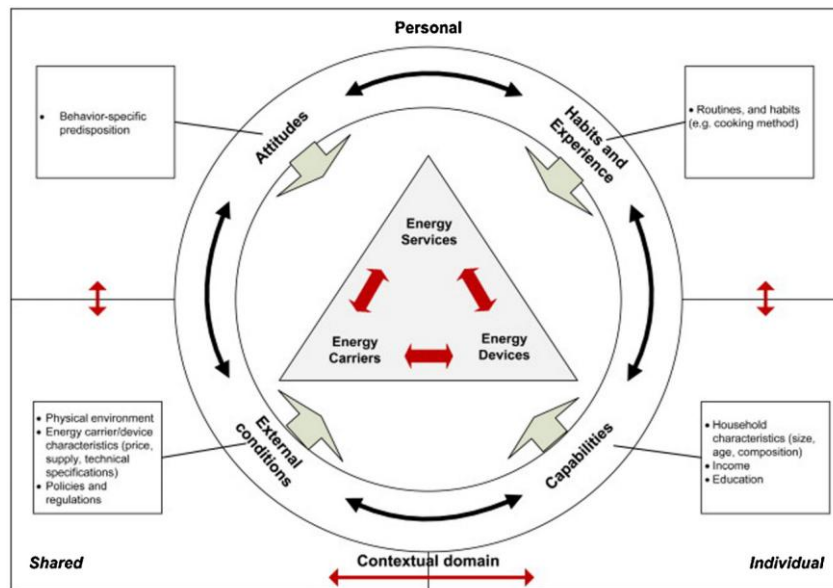 Personal
• Behavior-specific
predisposition
Attitudes
Habits and
Experience
• Routines, and habits
(e.g. cooking method)
Energy
Services
Energy
Carriers
Energy
Devices
• Physical environment
• Energy carrier/device
characteristics (price,
supply, technical
specifications)
• Policies and
regulations
External
conditions
Capabilities
• Household
characteristics (size,
age, composition)
• Income
• Education
Shared
Contextual domain
Individual